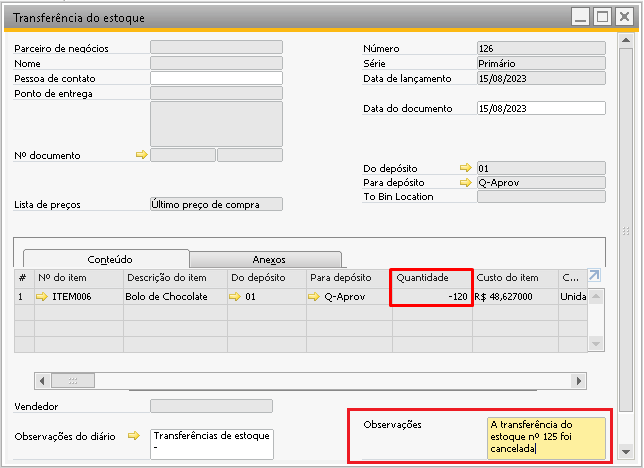 Transferência do estoque
Parceiro de negócios
Nome
Pessoa de contato
Ponto de entrega
Nº documento
Lista de preços Último preço de compra
Número 126
Série Primário
Data de lançamento 15/08/2023
Data do documento 15/08/2023
Do depósito 01
Para depósito Q-Aprov
To Bin Location
Conteúdo Anexos
# Nº do item Descrição do item Do depósito Para depósito Quantidade Custo do item C...
1 ITEM006 Bolo de Chocolate 01 Q-Aprov -120 R$ 48,627000 Unida
Vendedor
Observações do diário Transferências de estoque
-
Observações A transferência do
estoque nº 125 foi
cancelada